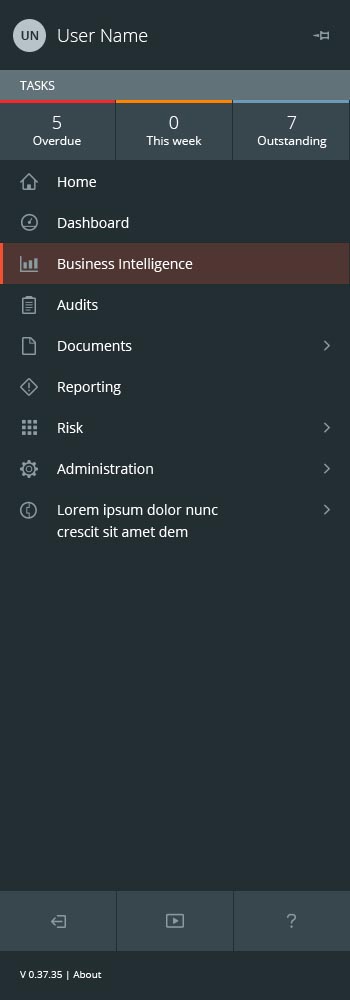 UN User Name
TASKS
5 0 7
Overdue This week Outstanding
Home
Dashboard
Business Intelligence
Audits
Documents
Reporting
Risk
Administration
Lorem ipsum dolor nunc
crescit sit amet dem
?
V 0.37.35 | About